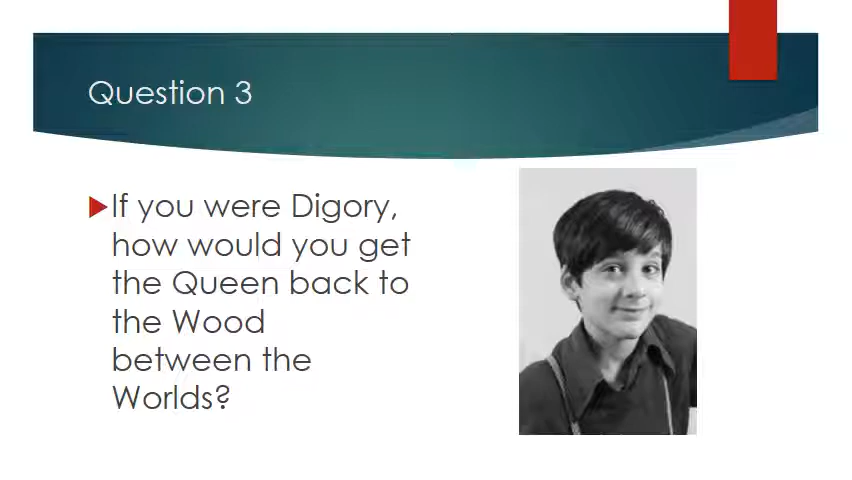 Question 3
If you were Digory,
how would you get
the Queen back to
the Wood
between the
Worlds?